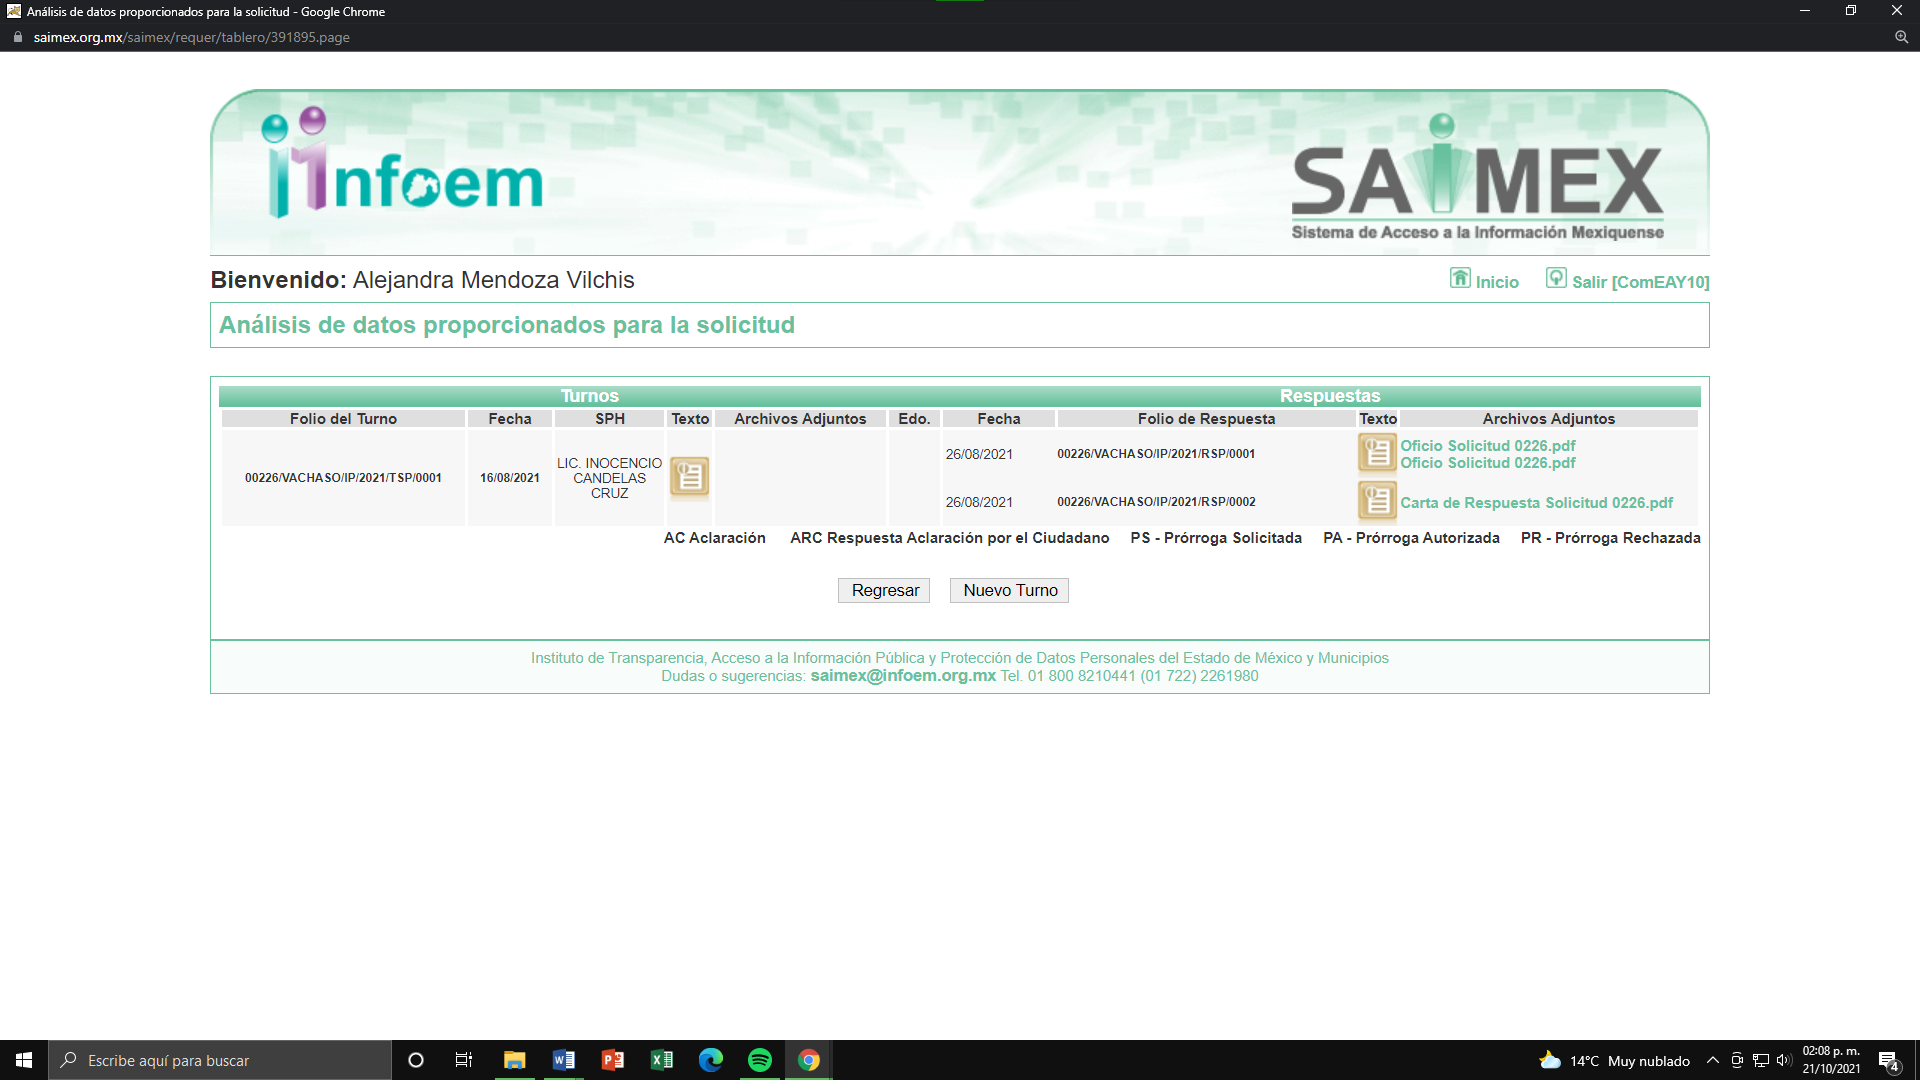 Análisis de datos proporcionados para la solicitud - Google Chrome
saimex.org.mx/saimex/requer/tablero/391895.page
infoem
SAIMEX
Sistema de Acceso a la Información Mexiquense
Bienvenido: Alejandra Mendoza Vilchis
Inicio
Salir [ComEAY10]
Análisis de datos proporcionados para la solicitud
Turnos
Respuestas
Folio del Turno
Fecha
SPH
Texto
Archivos Adjuntos
Edo.
Fecha
Folio de Respuesta
Texto
Archivos Adjuntos
00226/VACHASO/IP/2021/TSP/0001
16/08/2021
LIC. INOCENCIO
CANDELAS
CRUZ
26/08/2021
00226/VACHASO/IP/2021/RSP/0001
Oficio Solicitud 0226.pdf
Oficio Solicitud 0226.pdf
26/08/2021
00226/VACHASO/IP/2021/RSP/0002
Carta de Respuesta Solicitud 0226.pdf
AC Aclaración
ARC Respuesta Aclaración por el Ciudadano
PS - Prórroga Solicitada
PA - Prórroga Autorizada
PR - Prórroga Rechazada
Regresar
Nuevo Turno
Instituto de Transparencia, Acceso a la Información Pública y Protección de Datos Personales del Estado de México y Municipios
Dudas o sugerencias: saimex@infoem.org.mx Tel. 01 800 8210441 (01 722) 2261980
Escribe aquí para buscar
14°C Muy nublado
02:08 p. m.
21/10/2021
4